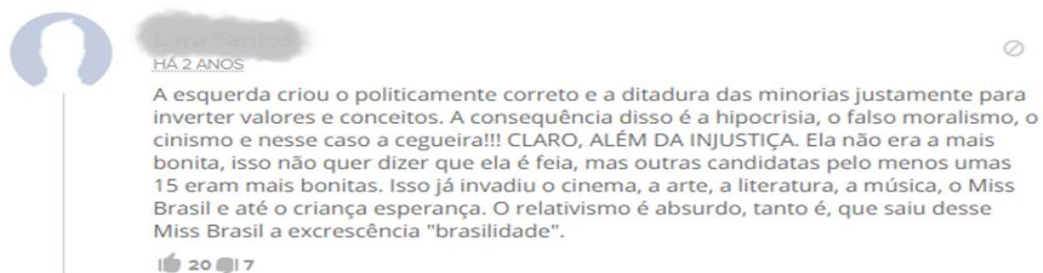 HÁ 2 ANOS
A esquerda criou o politicamente correto e a ditadura das minorias justamente para
inverter valores e conceitos. A consequência disso é a hipocrisia, o falso moralismo, o
cinismo e nesse caso a cegueira!!! CLARO, ALÉM DA INJUSTIÇA. Ela não era a mais
bonita, isso não quer dizer que ela é feia, mas outras candidatas pelo menos umas
15 eram mais bonitas. Isso já invadiu o cinema, a arte, a literatura, a música, o Miss
Brasil e até o criança esperança. O relativismo é absurdo, tanto é, que saiu desse
Miss Brasil a excrescência "brasilidade".
20 7